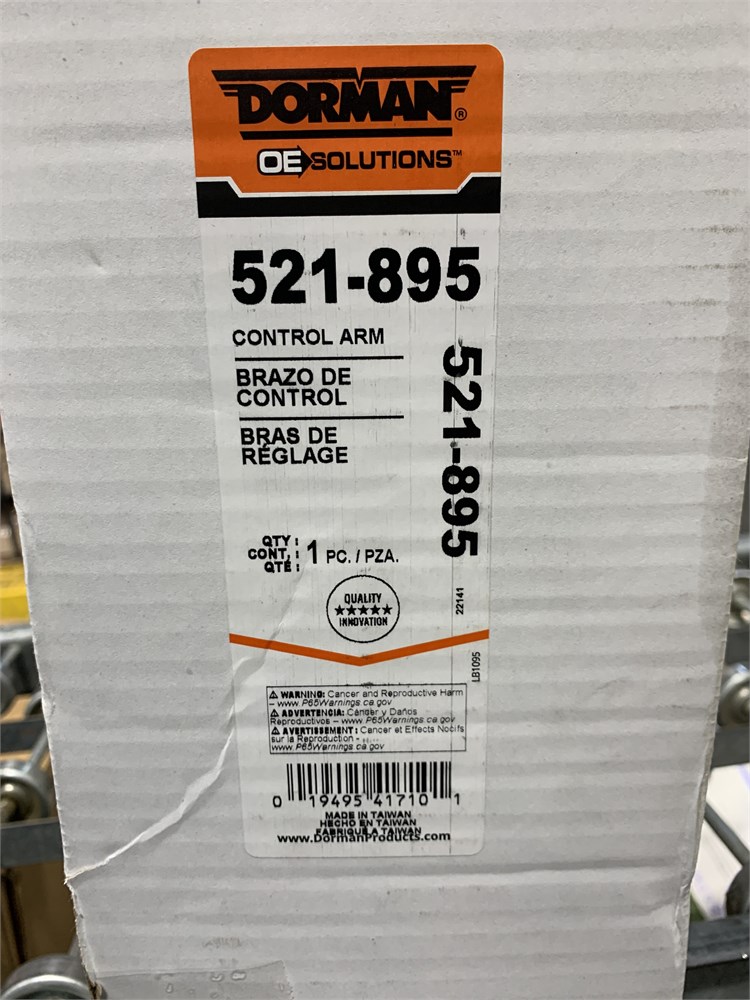 DORMAN®
OE SOLUTIONS™
521-895
CONTROL ARM
BRAZO DE
CONTROL
BRAS DE
RÉGLAGE
521-895
QTY :
CONT. :
QTÉ :
1 PC. / PZA.
QUALITY
★★★★★
INNOVATION
22141
LB1095
⚠ WARNING: Cancer and Reproductive Harm
– www.P65Warnings.ca.gov
⚠ ADVERTENCIA: Cáncer y Daños
Reproductivos – www.P65Warnings.ca.gov
⚠ AVERTISSEMENT: Cancer et Effets Nocifs
sur la Reproduction -
www.P65Warnings.ca.gov
0 19495 41710 1
MADE IN TAIWAN
HECHO EN TAIWAN
FABRIQUÉ A TAIWAN
www.DormanProducts.com